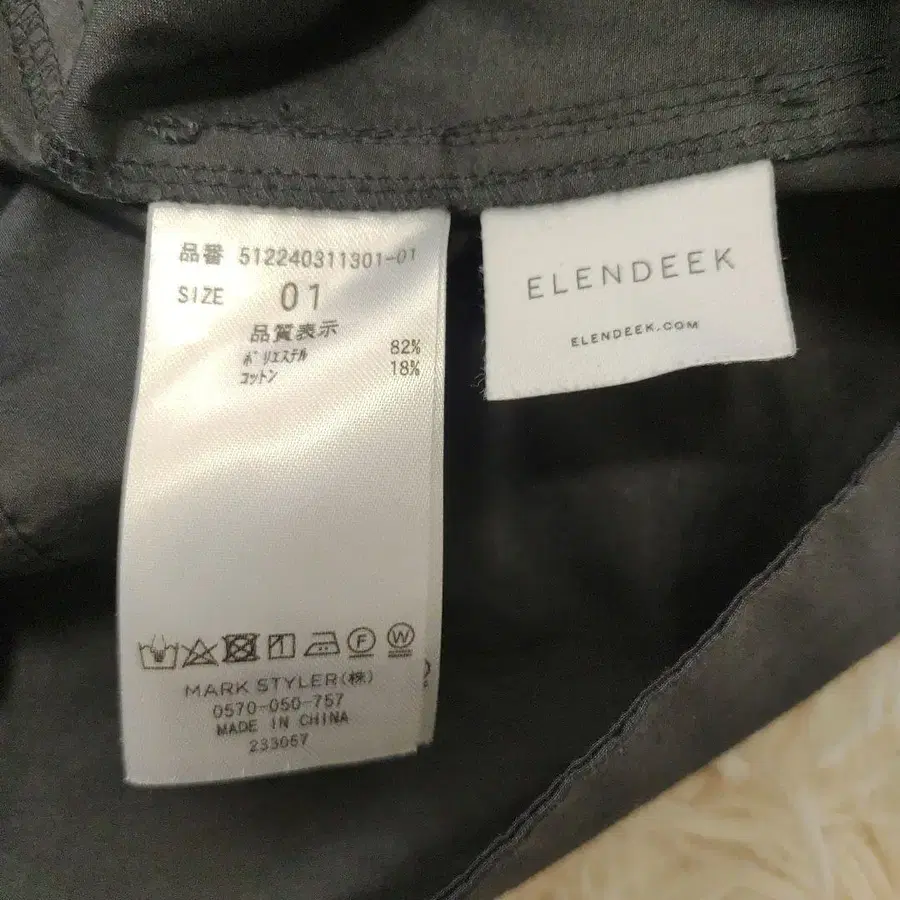 品番 512240311301-01
SIZE 01
品質表示
ポリエステル 82%
コットン 18%
F W
MARK STYLER(株)
0570-050-757
MADE IN CHINA
233057
ELENDEEK
ELENDEEK.COM